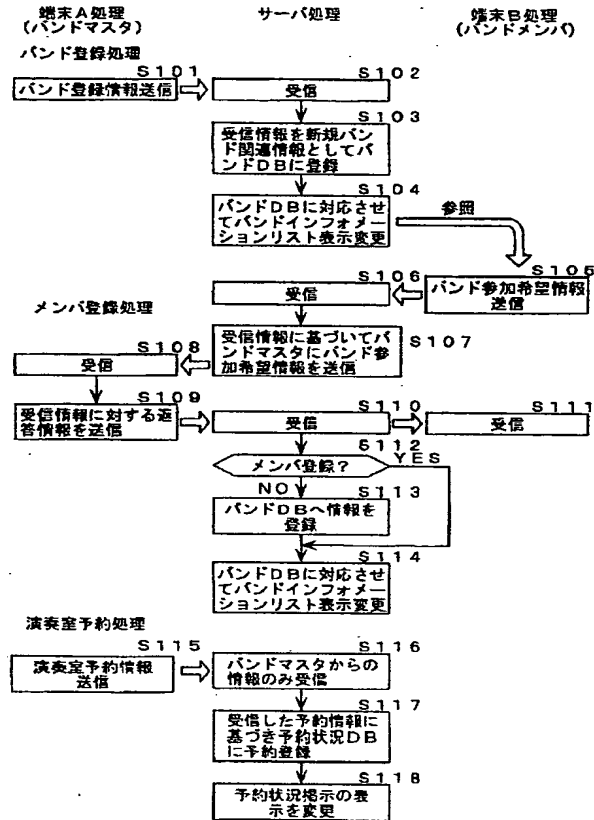 端末A処理
(バンドマスタ)
サーバ処理
端末B処理
(バンドメンバ)
バンド登録処理
S101
バンド登録情報送信
S102
受信
S103
受信情報を新規バン
ド関連情報としてバ
ンドDBに登録
S104
バンドDBに対応させ
てバンドインフォメー
ションリスト表示変更
参照
S105
バンド参加希望情報
送信
S106
受信
メンバ登録処理
S107
受信情報に基づいてバ
ンドマスタにバンド参
加希望情報を送信
S108
受信
S109
受信情報に対する返
答情報を送信
S110
受信
S111
受信
S112
メンバ登録?
YES
NO
S113
バンドDBへ情報を
登録
S114
バンドDBに対応させ
てバンドインフォメー
ションリスト表示変更
演奏室予約処理
S115
演奏室予約情報
送信
S116
バンドマスタからの
情報のみ受信
S117
受信した予約情報に
基づき予約状況DB
に予約登録
S118
予約状況掲示の表
示を変更